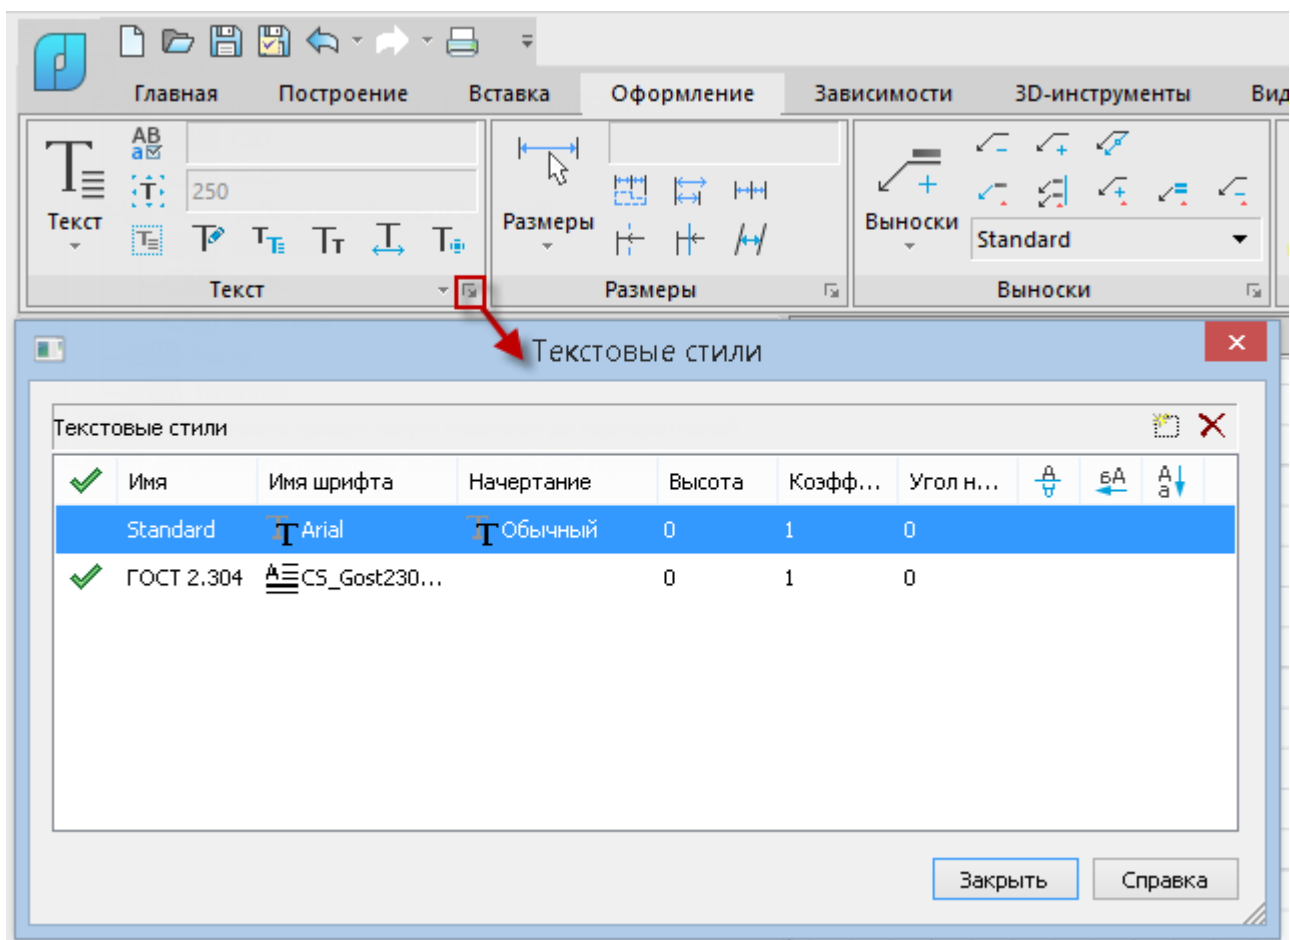 Главная Построение Вставка Оформление Зависимости 3D-инструменты Вид
AB
a
250
Текст
Размеры
Выноски
Standard
Текст Размеры Выноски
Текстовые стили
Текстовые стили
Имя Имя шрифта Начертание Высота Коэфф... Угол н...
Standard Arial Обычный 0 1 0
ГОСТ 2.304 CS_Gost230... 0 1 0
Закрыть Справка